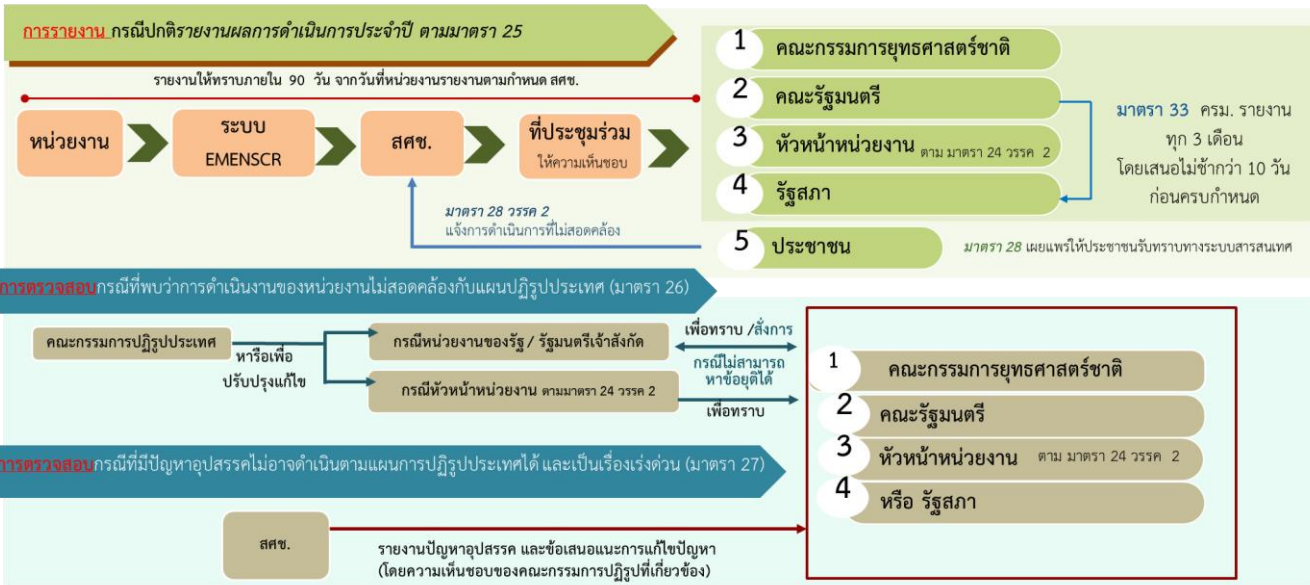 การรายงาน กรณีปกติรายงานผลการดำเนินการประจำปี ตามมาตรา 25
รายงานให้ทราบภายใน 90 วัน จากวันที่หน่วยงานรายงานตามกำหนด สศช.
หน่วยงาน
ระบบ
EMENSCR
สศช.
ที่ประชุมร่วม
ให้ความเห็นชอบ
1 คณะกรรมการยุทธศาสตร์ชาติ
2 คณะรัฐมนตรี
3 หัวหน้าหน่วยงาน ตาม มาตรา 24 วรรค 2
4 รัฐสภา
5 ประชาชน
มาตรา 33 ครม. รายงาน
ทุก 3 เดือน
โดยเสนอไม่ช้ากว่า 10 วัน
ก่อนครบกำหนด
มาตรา 28 วรรค 2
แจ้งการดำเนินการที่ไม่สอดคล้อง
มาตรา 28 เผยแพร่ให้ประชาชนรับทราบทางระบบสารสนเทศ
การตรวจสอบกรณีที่พบว่าการดำเนินงานของหน่วยงานไม่สอดคล้องกับแผนปฏิรูปประเทศ (มาตรา 26)
คณะกรรมการปฏิรูปประเทศ
หารือเพื่อ
ปรับปรุงแก้ไข
กรณีหน่วยงานของรัฐ / รัฐมนตรีเจ้าสังกัด
กรณีหัวหน้าหน่วยงาน ตามมาตรา 24 วรรค 2
เพื่อทราบ /สั่งการ
กรณีไม่สามารถ
หาข้อยุติได้
เพื่อทราบ
1 คณะกรรมการยุทธศาสตร์ชาติ
2 คณะรัฐมนตรี
3 หัวหน้าหน่วยงาน ตาม มาตรา 24 วรรค 2
4 หรือ รัฐสภา
การตรวจสอบกรณีที่มีปัญหาอุปสรรคไม่อาจดำเนินตามแผนการปฏิรูปประเทศได้ และเป็นเรื่องเร่งด่วน (มาตรา 27)
สศช.
รายงานปัญหาอุปสรรค และข้อเสนอแนะการแก้ไขปัญหา
(โดยความเห็นชอบของคณะกรรมการปฏิรูปที่เกี่ยวข้อง)